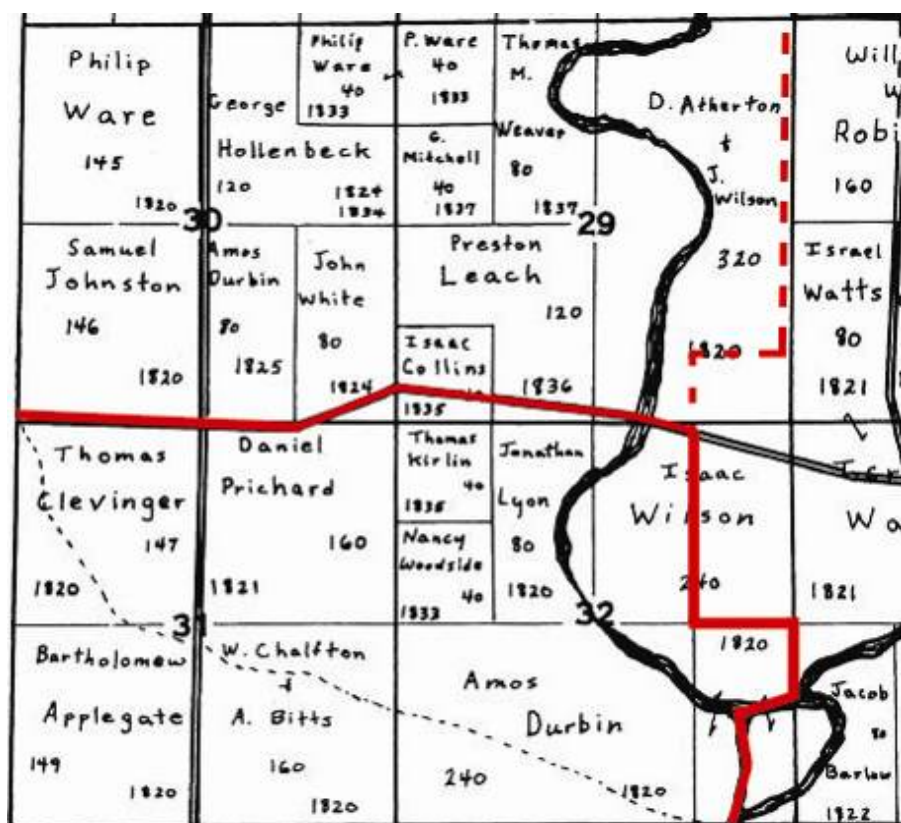 Philip
Ware
145
1820
George
Hollenbeck
120
1824
1834
Philip
Ware
40
1833
P. Ware
40
1833
G.
Mitchell
40
1837
Thomas
M.
Weaver
80
1837
D. Atherton
&
J.
Wilson
320
1820
160
30
29
Samuel
Johnston
146
1820
Amos
Durbin
80
1825
John
White
80
1824
Preston
Leach
120
1836
Isaac
Collins
1835
Israel
Watts
80
1821
Thomas
Clevinger
147
1820
Daniel
Prichard
160
1821
Thomas
Kirlin
40
1835
Nancy
Woodside
40
1833
Jonathan
Lyon
80
1820
Isaac
Wilson
240
1820
1821
31
32
Bartholomew
Applegate
149
1820
W. Chalfton
&
A. Bitts
160
1820
Amos
Durbin
240
1820
Jacob
80
Barlow
1822